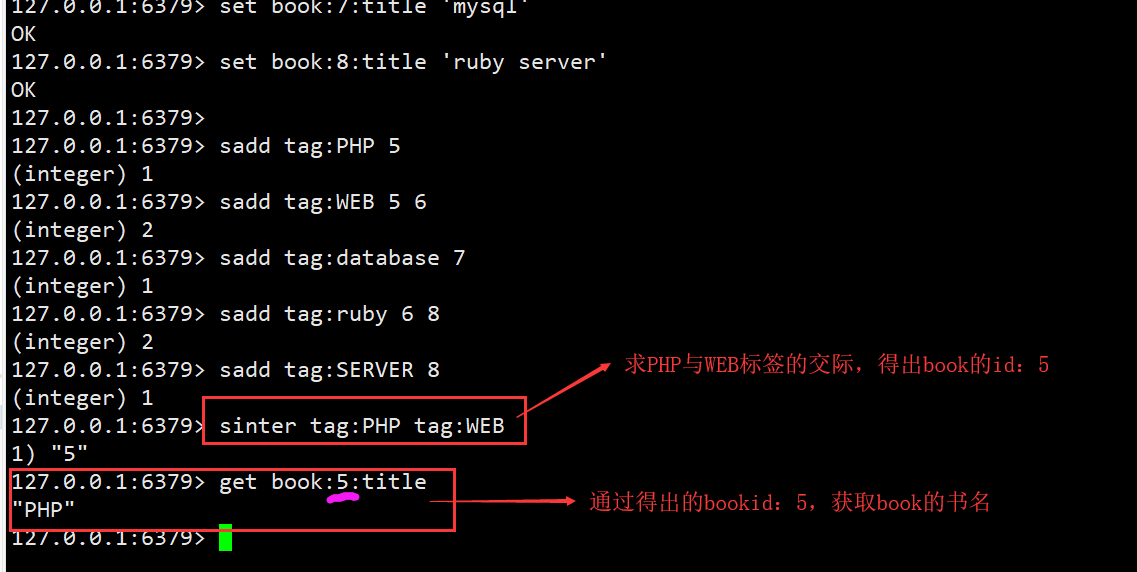 127.0.0.1:6379> set book:7:title 'mysql'
OK
127.0.0.1:6379> set book:8:title 'ruby server'
OK
127.0.0.1:6379>
127.0.0.1:6379> sadd tag:PHP 5
(integer) 1
127.0.0.1:6379> sadd tag:WEB 5 6
(integer) 2
127.0.0.1:6379> sadd tag:database 7
(integer) 1
127.0.0.1:6379> sadd tag:ruby 6 8
(integer) 2
127.0.0.1:6379> sadd tag:SERVER 8
(integer) 1
求PHP与WEB标签的交际，得出book的id：5
127.0.0.1:6379> sinter tag:PHP tag:WEB
1) "5"
127.0.0.1:6379> get book:5:title
"PHP"
通过得出的bookid：5，获取book的书名
127.0.0.1:6379>